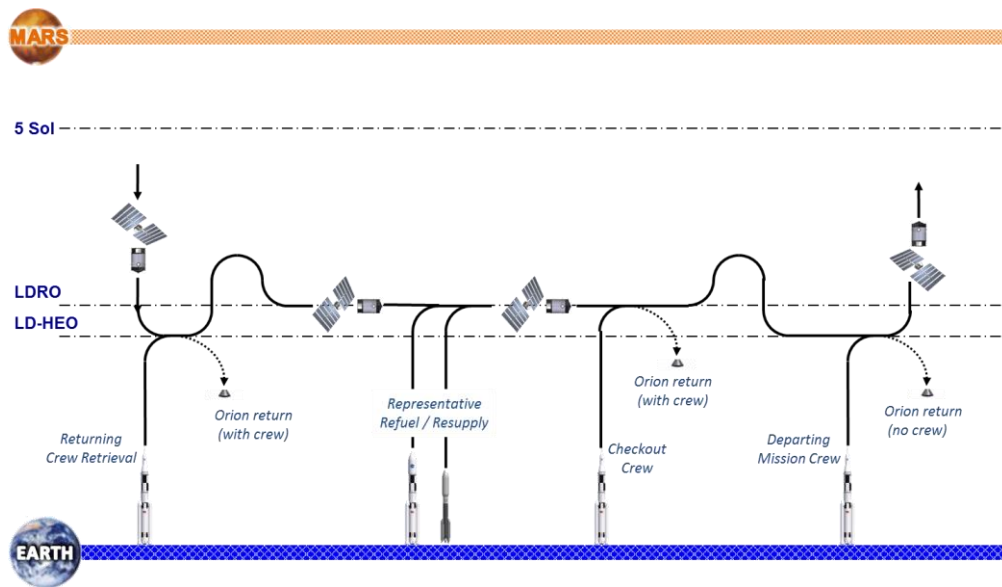 MARS
5 Sol
LDRO
LD-HEO
Orion return
(with crew)
Returning
Crew Retrieval
Representative
Refuel / Resupply
Orion return
(with crew)
Checkout
Crew
Departing
Mission Crew
Orion return
(no crew)
EARTH